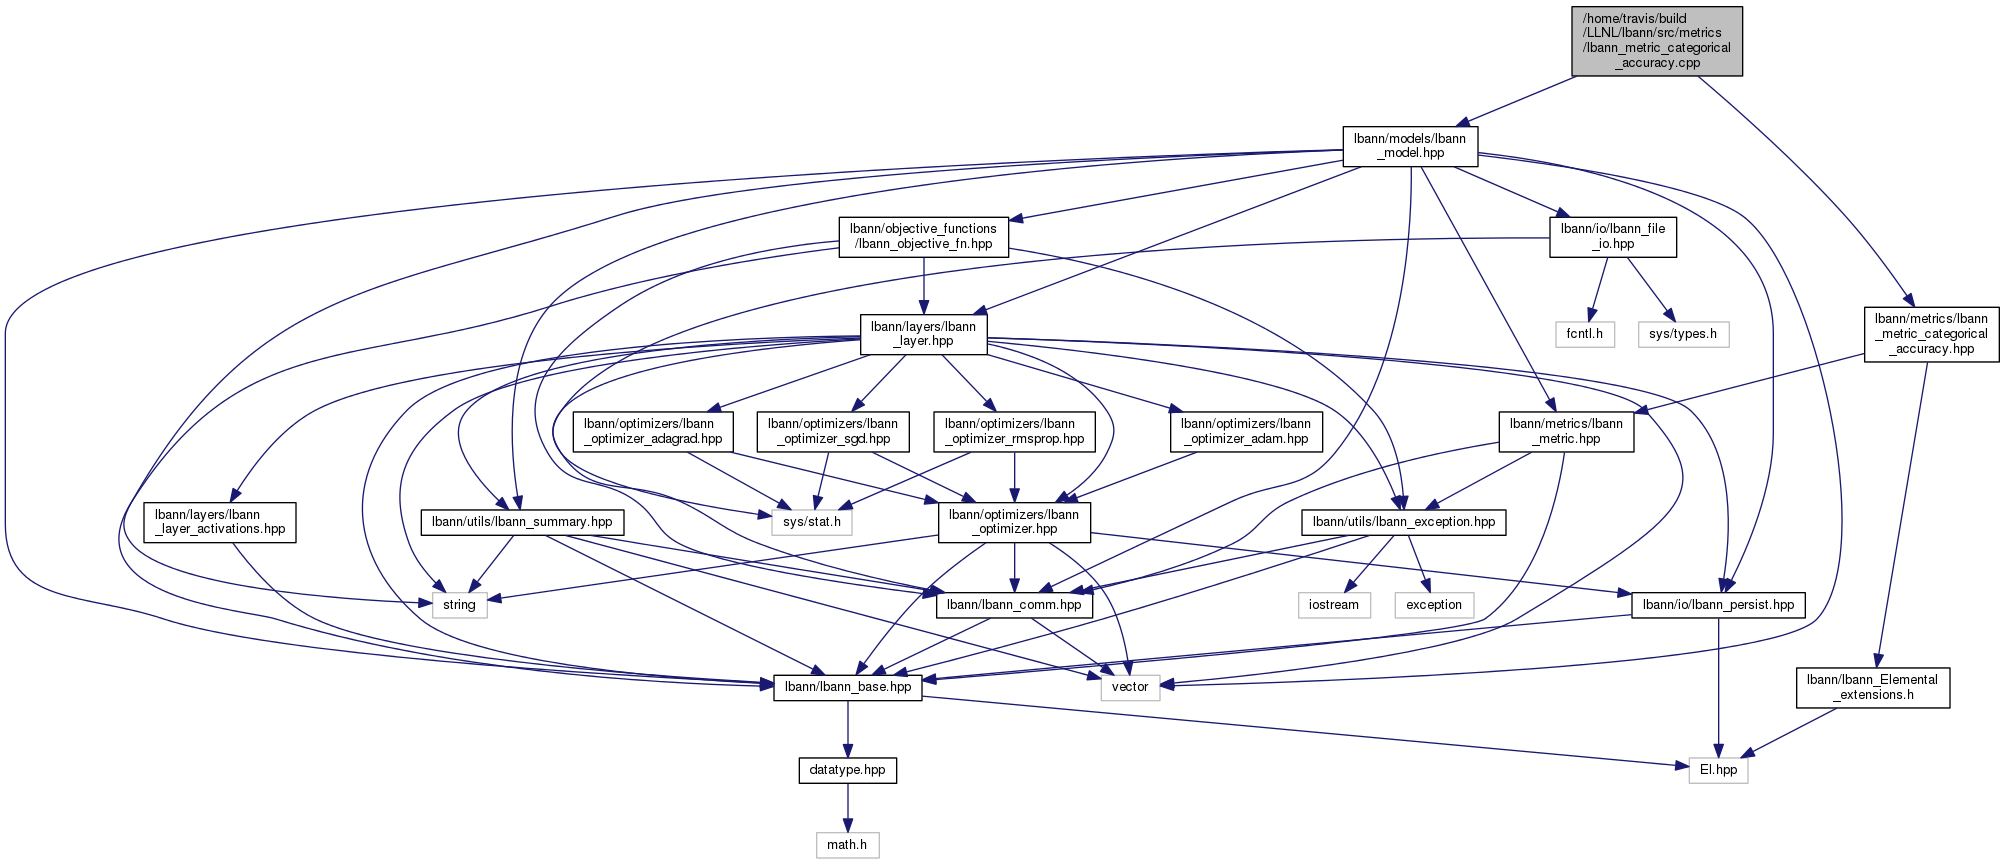 /home/travis/build
/LLNL/lbann/src/metrics
/lbann_metric_categorical
_accuracy.cpp
lbann/models/lbann
_model.hpp
lbann/objective_functions
/lbann_objective_fn.hpp
lbann/io/lbann_file
_io.hpp
lbann/layers/lbann
_layer.hpp
fcntl.h
sys/types.h
lbann/metrics/lbann
_metric_categorical
_accuracy.hpp
lbann/optimizers/lbann
_optimizer_adagrad.hpp
lbann/optimizers/lbann
_optimizer_sgd.hpp
lbann/optimizers/lbann
_optimizer_rmsprop.hpp
lbann/optimizers/lbann
_optimizer_adam.hpp
lbann/metrics/lbann
_metric.hpp
lbann/layers/lbann
_layer_activations.hpp
lbann/utils/lbann_summary.hpp
sys/stat.h
lbann/optimizers/lbann
_optimizer.hpp
lbann/utils/lbann_exception.hpp
string
lbann/lbann_comm.hpp
iostream
exception
lbann/io/lbann_persist.hpp
lbann/lbann_base.hpp
vector
lbann/lbann_Elemental
_extensions.h
datatype.hpp
El.hpp
math.h